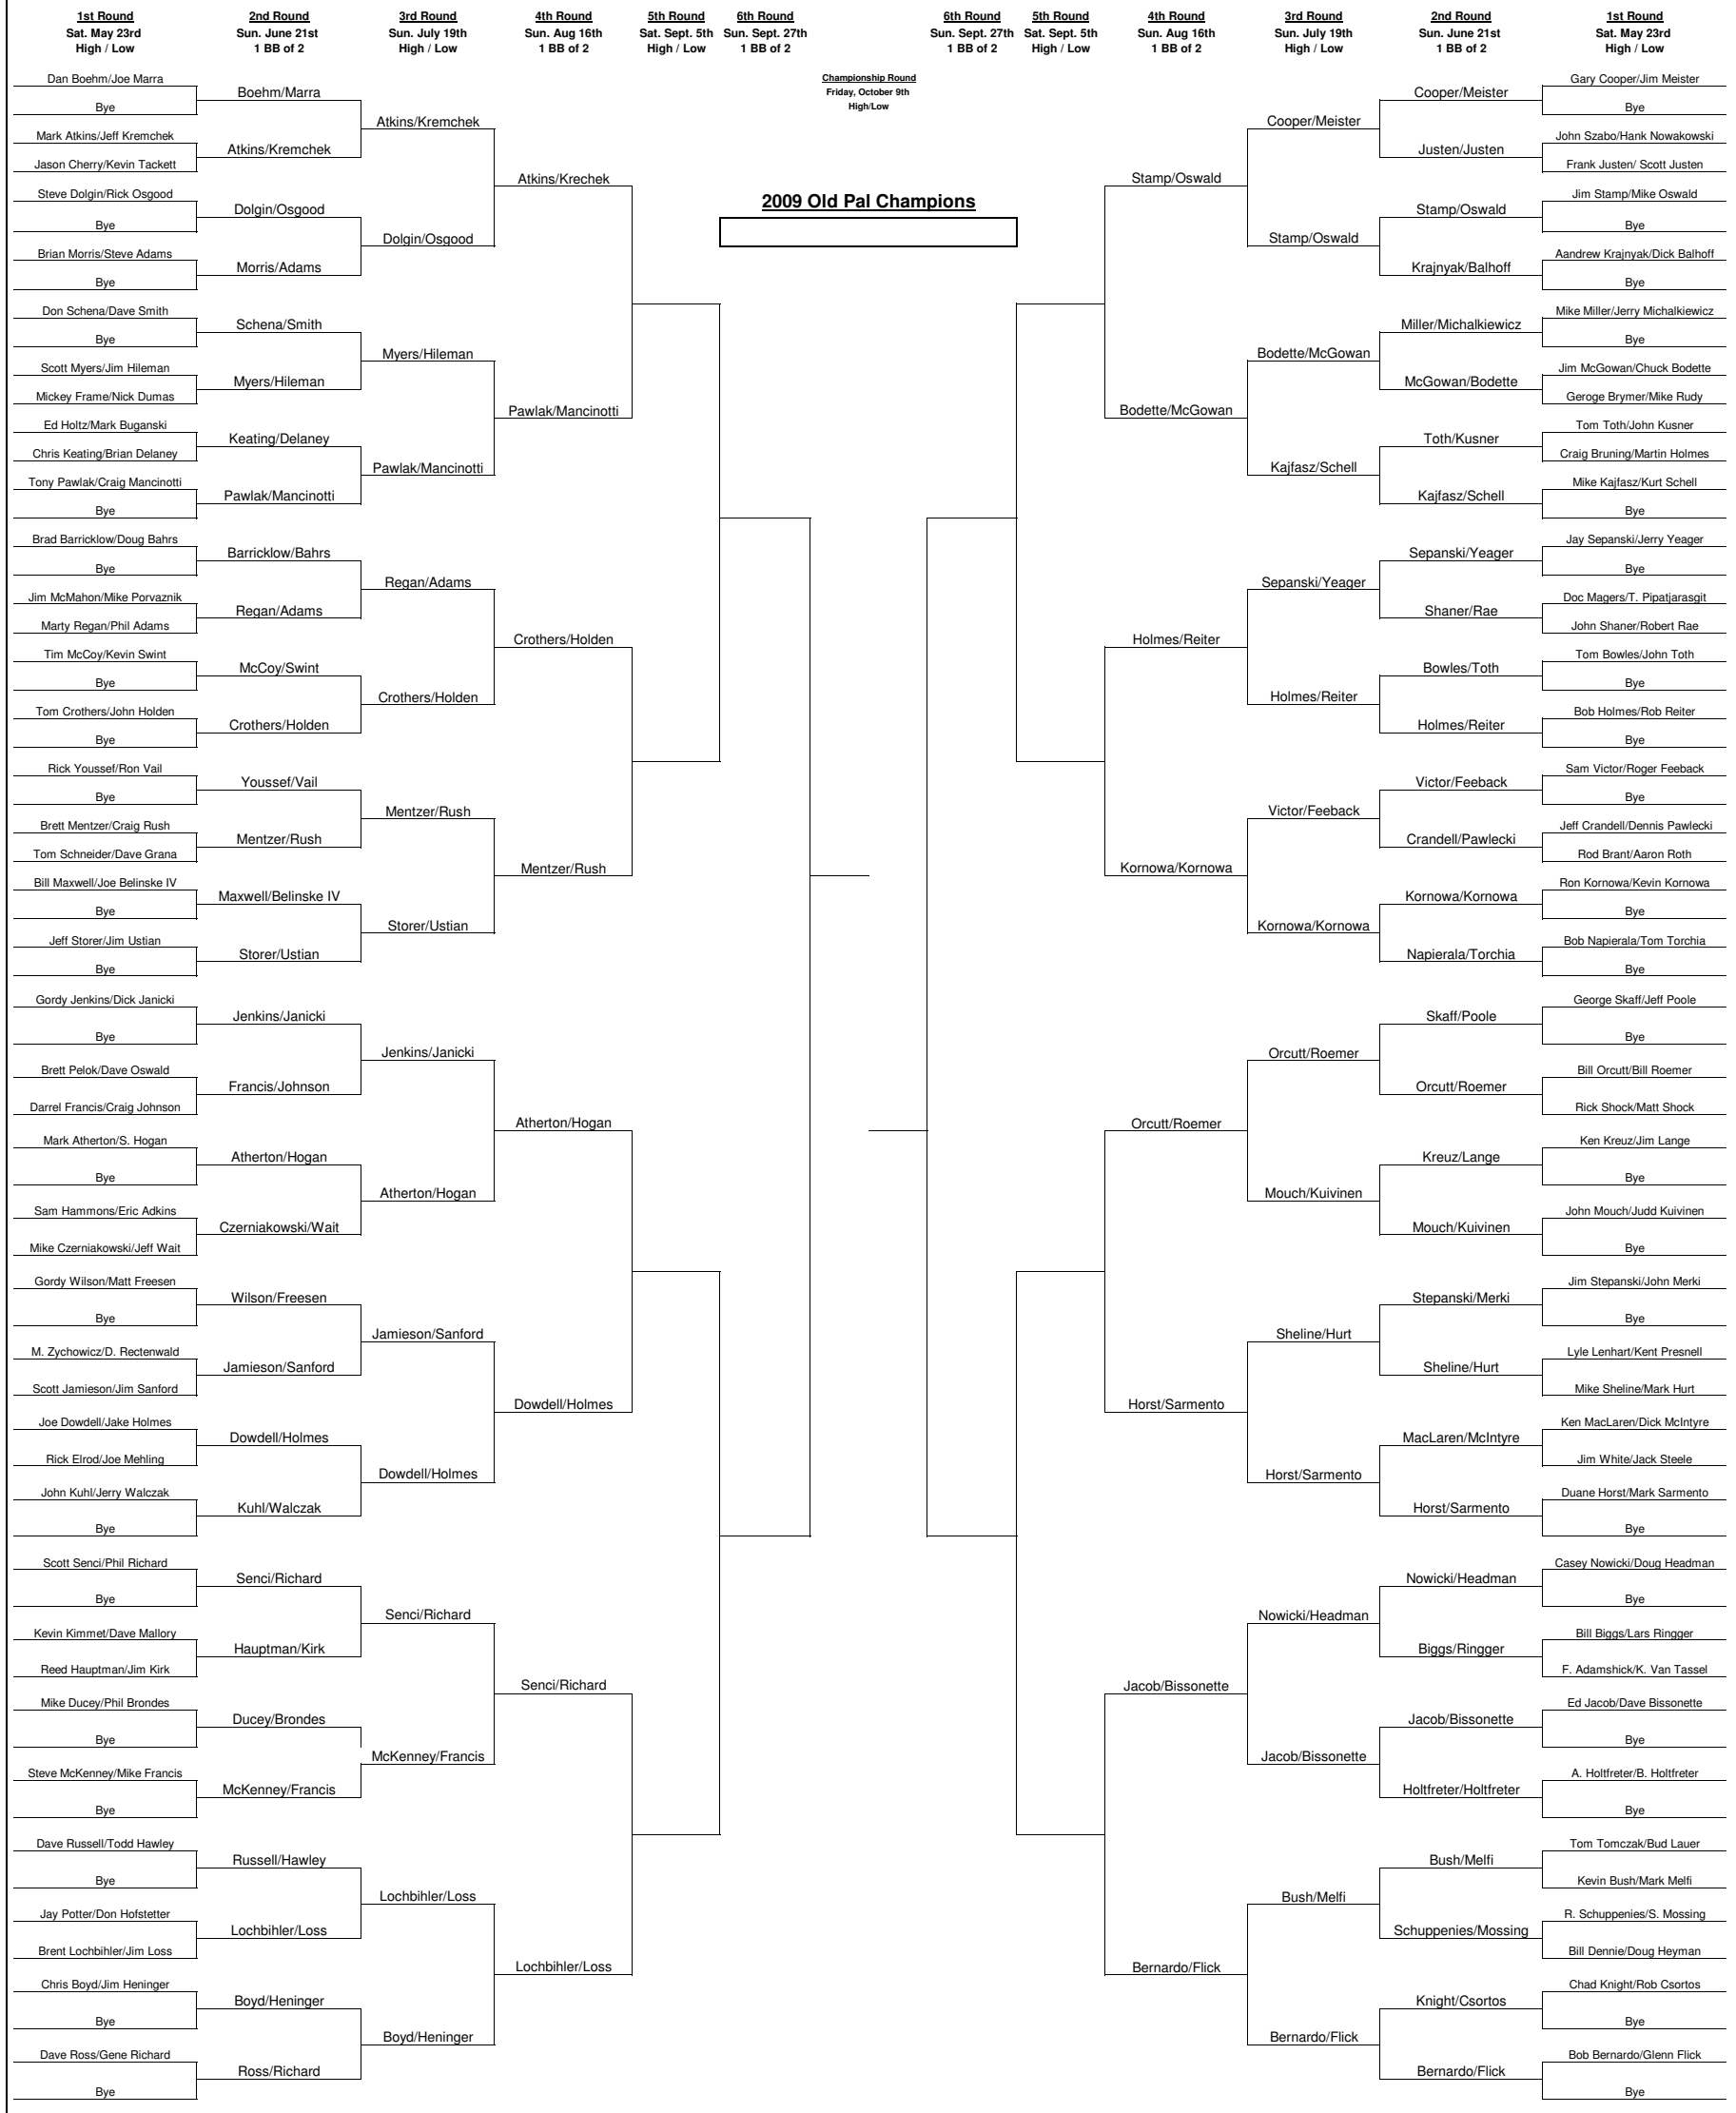 1st Round
Sat. May 23rd
High / Low
2nd Round
Sun. June 21st
1 BB of 2
3rd Round
Sun. July 19th
High / Low
4th Round
Sun. Aug 16th
1 BB of 2
5th Round
Sat. Sept. 5th
High / Low
6th Round
Sun. Sept. 27th
1 BB of 2
6th Round
Sun. Sept. 27th
1 BB of 2
5th Round
Sat. Sept. 5th
High / Low
4th Round
Sun. Aug 16th
1 BB of 2
3rd Round
Sun. July 19th
High / Low
2nd Round
Sun. June 21st
1 BB of 2
1st Round
Sat. May 23rd
High / Low
Championship Round
Friday, October 9th
High/Low
2009 Old Pal Champions
Dan Boehm/Joe Marra
Bye
Mark Atkins/Jeff Kremchek
Jason Cherry/Kevin Tackett
Steve Dolgin/Rick Osgood
Bye
Brian Morris/Steve Adams
Bye
Don Schena/Dave Smith
Bye
Scott Myers/Jim Hileman
Mickey Frame/Nick Dumas
Ed Holtz/Mark Buganski
Chris Keating/Brian Delaney
Tony Pawlak/Craig Mancinotti
Bye
Brad Barricklow/Doug Bahrs
Bye
Jim McMahon/Mike Porvaznik
Marty Regan/Phil Adams
Tim McCoy/Kevin Swint
Bye
Tom Crothers/John Holden
Bye
Rick Youssef/Ron Vail
Bye
Brett Mentzer/Craig Rush
Tom Schneider/Dave Grana
Bill Maxwell/Joe Belinske IV
Bye
Jeff Storer/Jim Ustian
Bye
Gordy Jenkins/Dick Janicki
Bye
Brett Pelok/Dave Oswald
Darrel Francis/Craig Johnson
Mark Atherton/S. Hogan
Bye
Sam Hammons/Eric Adkins
Mike Czerniakowski/Jeff Wait
Gordy Wilson/Matt Freesen
Bye
M. Zychowicz/D. Rectenwald
Scott Jamieson/Jim Sanford
Joe Dowdell/Jake Holmes
Rick Elrod/Joe Mehling
John Kuhl/Jerry Walczak
Bye
Scott Senci/Phil Richard
Bye
Kevin Kimmet/Dave Mallory
Reed Hauptman/Jim Kirk
Mike Ducey/Phil Brondes
Bye
Steve McKenney/Mike Francis
Bye
Dave Russell/Todd Hawley
Bye
Jay Potter/Don Hofstetter
Brent Lochbihler/Jim Loss
Chris Boyd/Jim Heninger
Bye
Dave Ross/Gene Richard
Bye
Boehm/Marra
Atkins/Kremchek
Dolgin/Osgood
Morris/Adams
Schena/Smith
Myers/Hileman
Keating/Delaney
Pawlak/Mancinotti
Barricklow/Bahrs
Regan/Adams
McCoy/Swint
Crothers/Holden
Youssef/Vail
Mentzer/Rush
Maxwell/Belinske IV
Storer/Ustian
Jenkins/Janicki
Francis/Johnson
Atherton/Hogan
Czerniakowski/Wait
Wilson/Freesen
Jamieson/Sanford
Dowdell/Holmes
Kuhl/Walczak
Senci/Richard
Hauptman/Kirk
Ducey/Brondes
McKenney/Francis
Russell/Hawley
Lochbihler/Loss
Boyd/Heninger
Ross/Richard
Atkins/Kremchek
Dolgin/Osgood
Myers/Hileman
Pawlak/Mancinotti
Regan/Adams
Crothers/Holden
Mentzer/Rush
Storer/Ustian
Jenkins/Janicki
Atherton/Hogan
Jamieson/Sanford
Dowdell/Holmes
Senci/Richard
McKenney/Francis
Lochbihler/Loss
Boyd/Heninger
Atkins/Krechek
Pawlak/Mancinotti
Crothers/Holden
Mentzer/Rush
Atherton/Hogan
Dowdell/Holmes
Senci/Richard
Lochbihler/Loss
Stamp/Oswald
Bodette/McGowan
Holmes/Reiter
Kornowa/Kornowa
Orcutt/Roemer
Horst/Sarmento
Jacob/Bissonette
Bernardo/Flick
Cooper/Meister
Stamp/Oswald
Bodette/McGowan
Kajfasz/Schell
Sepanski/Yeager
Holmes/Reiter
Victor/Feeback
Kornowa/Kornowa
Orcutt/Roemer
Mouch/Kuivinen
Sheline/Hurt
Horst/Sarmento
Nowicki/Headman
Jacob/Bissonette
Bush/Melfi
Bernardo/Flick
Cooper/Meister
Justen/Justen
Stamp/Oswald
Krajnyak/Balhoff
Miller/Michalkiewicz
McGowan/Bodette
Toth/Kusner
Kajfasz/Schell
Sepanski/Yeager
Shaner/Rae
Bowles/Toth
Holmes/Reiter
Victor/Feeback
Crandell/Pawlecki
Kornowa/Kornowa
Napierala/Torchia
Skaff/Poole
Orcutt/Roemer
Kreuz/Lange
Mouch/Kuivinen
Stepanski/Merki
Sheline/Hurt
MacLaren/McIntyre
Horst/Sarmento
Nowicki/Headman
Biggs/Ringger
Jacob/Bissonette
Holtfreter/Holtfreter
Bush/Melfi
Schuppenies/Mossing
Knight/Csortos
Bernardo/Flick
Gary Cooper/Jim Meister
Bye
John Szabo/Hank Nowakowski
Frank Justen/ Scott Justen
Jim Stamp/Mike Oswald
Bye
Aandrew Krajnyak/Dick Balhoff
Bye
Mike Miller/Jerry Michalkiewicz
Bye
Jim McGowan/Chuck Bodette
Geroge Brymer/Mike Rudy
Tom Toth/John Kusner
Craig Bruning/Martin Holmes
Mike Kajfasz/Kurt Schell
Bye
Jay Sepanski/Jerry Yeager
Bye
Doc Magers/T. Pipatjarasgit
John Shaner/Robert Rae
Tom Bowles/John Toth
Bye
Bob Holmes/Rob Reiter
Bye
Sam Victor/Roger Feeback
Bye
Jeff Crandell/Dennis Pawlecki
Rod Brant/Aaron Roth
Ron Kornowa/Kevin Kornowa
Bye
Bob Napierala/Tom Torchia
Bye
George Skaff/Jeff Poole
Bye
Bill Orcutt/Bill Roemer
Rick Shock/Matt Shock
Ken Kreuz/Jim Lange
Bye
John Mouch/Judd Kuivinen
Bye
Jim Stepanski/John Merki
Bye
Lyle Lenhart/Kent Presnell
Mike Sheline/Mark Hurt
Ken MacLaren/Dick McIntyre
Jim White/Jack Steele
Duane Horst/Mark Sarmento
Bye
Casey Nowicki/Doug Headman
Bye
Bill Biggs/Lars Ringger
F. Adamshick/K. Van Tassel
Ed Jacob/Dave Bissonette
Bye
A. Holtfreter/B. Holtfreter
Bye
Tom Tomczak/Bud Lauer
Kevin Bush/Mark Melfi
R. Schuppenies/S. Mossing
Bill Dennie/Doug Heyman
Chad Knight/Rob Csortos
Bye
Bob Bernardo/Glenn Flick
Bye